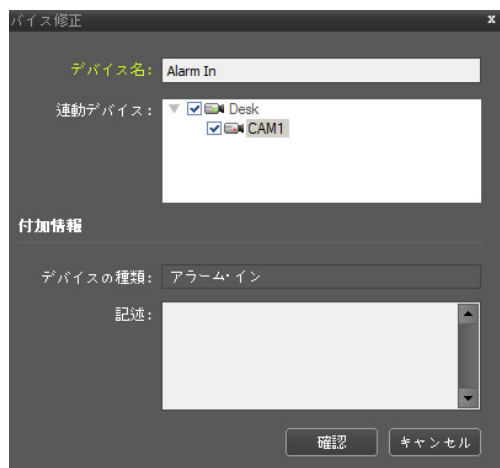 バイス修正
x
デバイス名: Alarm In
連動デバイス: Desk
CAM1
付加情報
デバイスの種類: アラーム・イン
記述:
確認 キャンセル